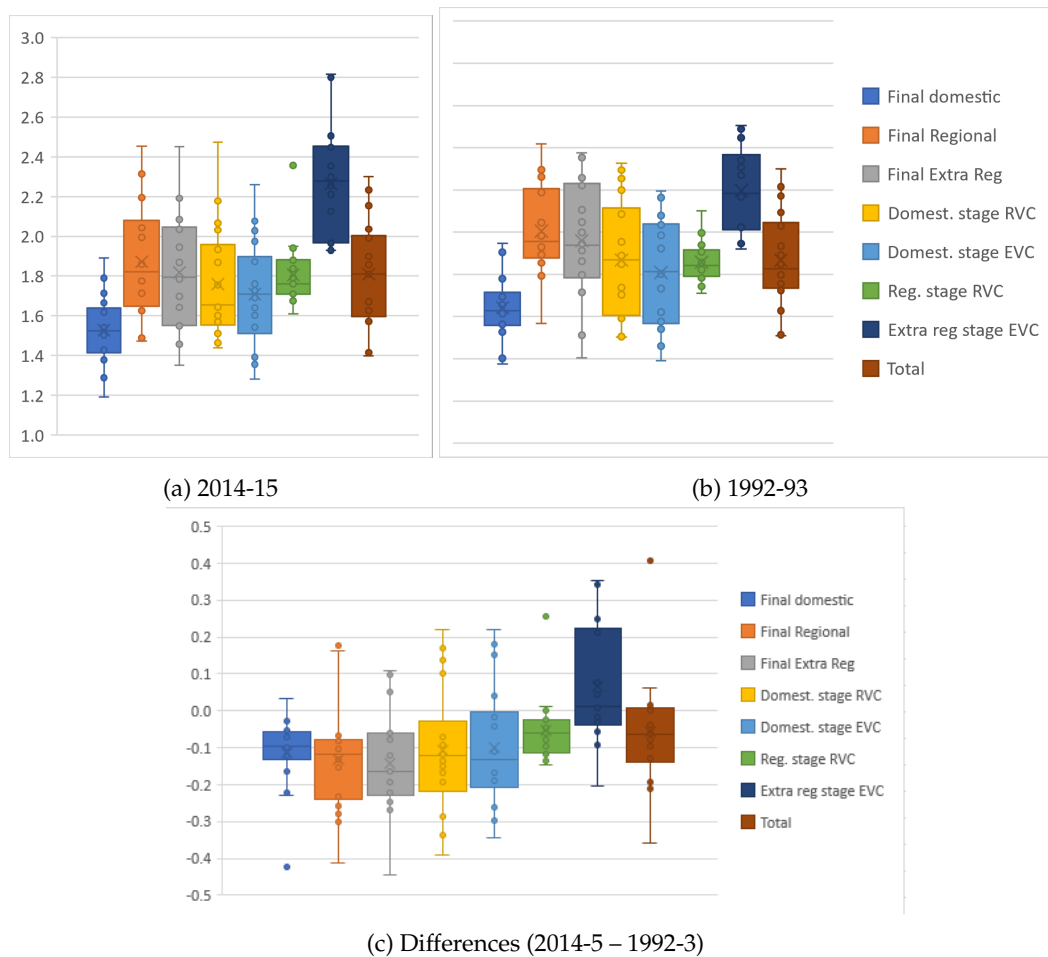 3.0
2.8
2.6
2.4
2.2
2.0
1.8
1.6
1.4
1.2
1.0
Final domestic
Final Regional
Final Extra Reg
Domest. stage RVC
Domest. stage EVC
Reg. stage RVC
Extra reg stage EVC
Total
(a) 2014-15
(b) 1992-93
0.5
0.4
0.3
0.2
0.1
0.0
-0.1
-0.2
-0.3
-0.4
-0.5
Final domestic
Final Regional
Final Extra Reg
Domest. stage RVC
Domest. stage EVC
Reg. stage RVC
Extra reg stage EVC
Total
(c) Differences (2014-5 – 1992-3)